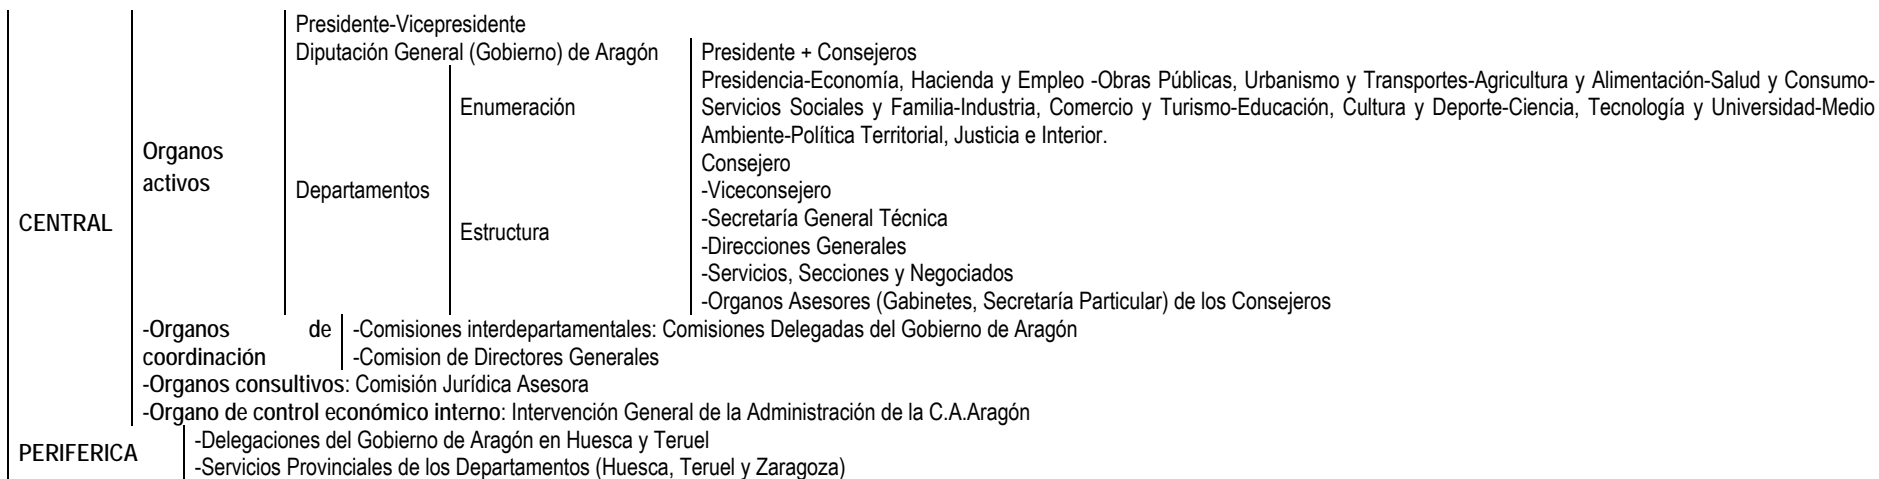 CENTRAL
Organos
activos
Presidente-Vicepresidente
Diputación General (Gobierno) de Aragón
Presidente + Consejeros
Departamentos
Enumeración
Presidencia-Economía, Hacienda y Empleo -Obras Públicas, Urbanismo y Transportes-Agricultura y Alimentación-Salud y Consumo-
Servicios Sociales y Familia-Industria, Comercio y Turismo-Educación, Cultura y Deporte-Ciencia, Tecnología y Universidad-Medio
Ambiente-Política Territorial, Justicia e Interior.
Estructura
Consejero
-Viceconsejero
-Secretaría General Técnica
-Direcciones Generales
-Servicios, Secciones y Negociados
-Organos Asesores (Gabinetes, Secretaría Particular) de los Consejeros
-Organos de
coordinación
-Comisiones interdepartamentales: Comisiones Delegadas del Gobierno de Aragón
-Comision de Directores Generales
-Organos consultivos: Comisión Jurídica Asesora
-Organo de control económico interno: Intervención General de la Administración de la C.A.Aragón
PERIFERICA
-Delegaciones del Gobierno de Aragón en Huesca y Teruel
-Servicios Provinciales de los Departamentos (Huesca, Teruel y Zaragoza)